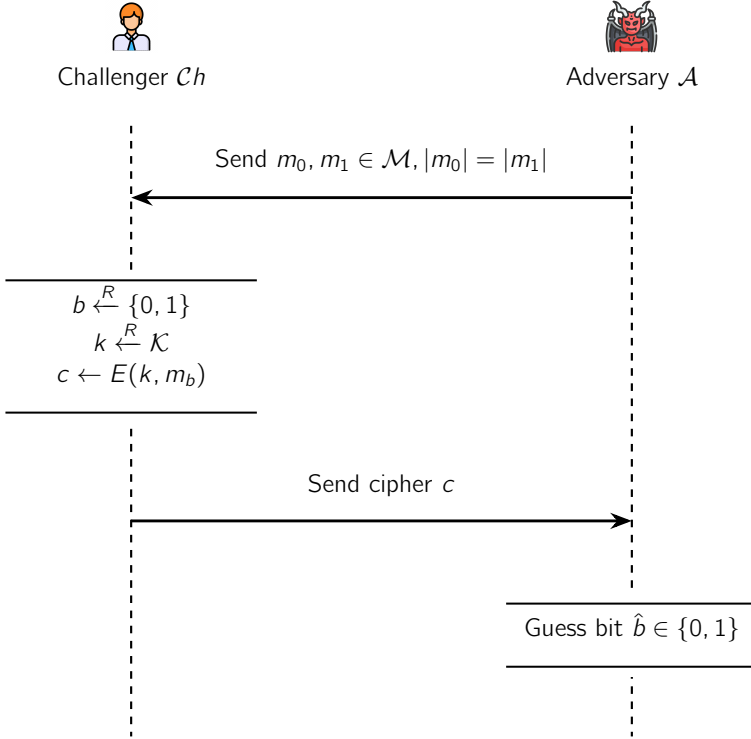 Challenger 𝒞h
Adversary 𝒜
Send m₀, m₁ ∈ ℳ, |m₀| = |m₁|
b ←ᴿ {0, 1}
k ←ᴿ 𝒦
c ← E(k, m_b)
Send cipher c
Guess bit b̂ ∈ {0, 1}